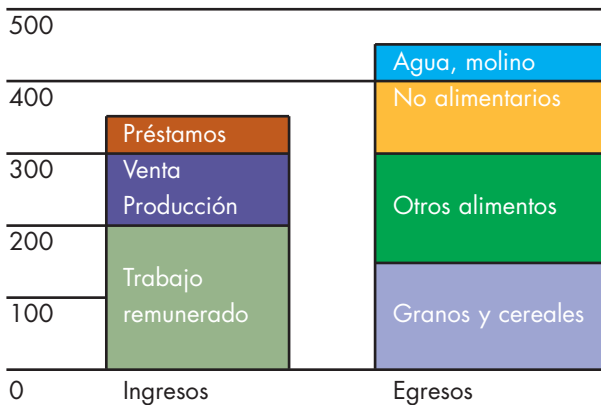 500
400
300
200
100
0
Préstamos
Venta
Producción
Trabajo
remunerado
Ingresos
Agua, molino
No alimentarios
Otros alimentos
Granos y cereales
Egresos